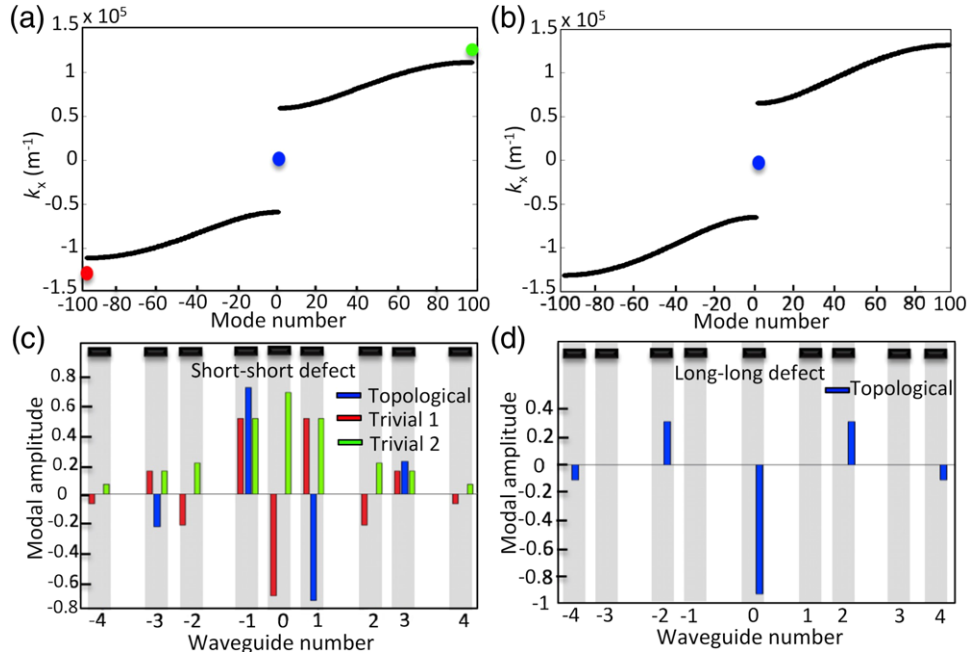 (a)
1.5 x 10⁵
1
0.5
0
-0.5
-1
-1.5
kx (m⁻¹)
-100 -80 -60 -40 -20 0 20 40 60 80 100
Mode number
(b)
1.5 x 10⁵
1
0.5
0
-0.5
-1
-1.5
kx (m⁻¹)
-100 -80 -60 -40 -20 0 20 40 60 80 100
Mode number
(c)
Short-short defect
Topological
Trivial 1
Trivial 2
0.8
0.6
0.4
0.2
0
-0.2
-0.4
-0.6
-0.8
Modal amplitude
-4 -3 -2 -1 0 1 2 3 4
Waveguide number
(d)
Long-long defect
Topological
0.4
0.2
0
-0.2
-0.4
-0.6
-0.8
-1
Modal amplitude
-4 -3 -2 -1 0 1 2 3 4
Waveguide number